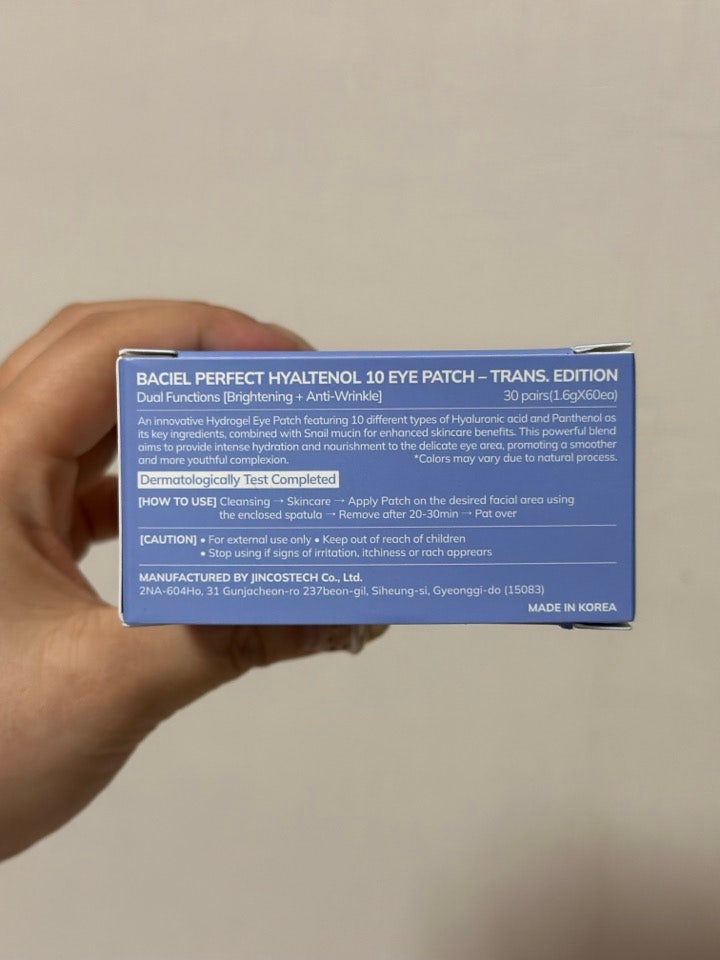 BACIEL PERFECT HYALTENOL 10 EYE PATCH – TRANS. EDITION
Dual Functions [Brightening + Anti-Wrinkle] 30 pairs(1.6gX60ea)
An innovative Hydrogel Eye Patch featuring 10 different types of Hyaluronic acid and Panthenol as
its key ingredients, combined with Snail mucin for enhanced skincare benefits. This powerful blend
aims to provide intense hydration and nourishment to the delicate eye area, promoting a smoother
and more youthful complexion. *Colors may vary due to natural process.
Dermatologically Test Completed
[HOW TO USE] Cleansing → Skincare → Apply Patch on the desired facial area using
the enclosed spatula → Remove after 20-30min → Pat over
[CAUTION] • For external use only • Keep out of reach of children
• Stop using if signs of irritation, itchiness or rach apprears
MANUFACTURED BY JINCOSTECH Co., Ltd.
2NA-604Ho, 31 Gunjacheon-ro 237beon-gil, Siheung-si, Gyeonggi-do (15083)
MADE IN KOREA